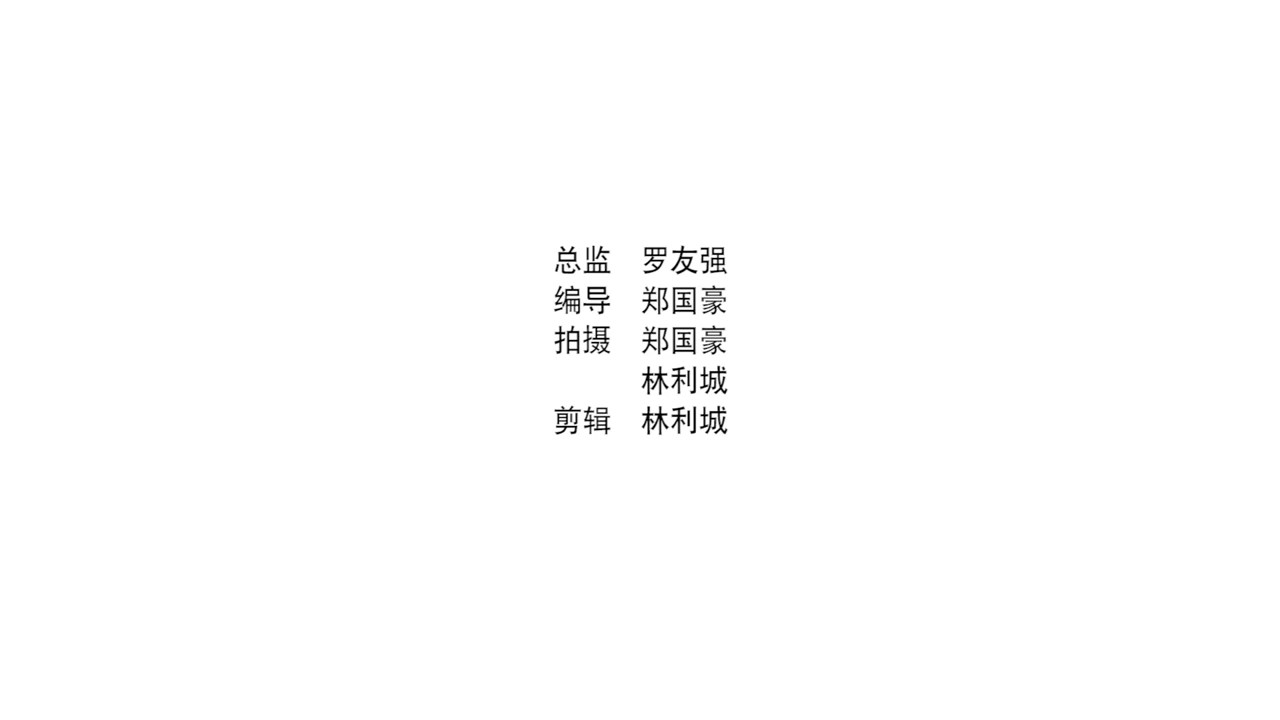 总监 罗友强
编导 郑国豪
拍摄 郑国豪
林利城
剪辑 林利城